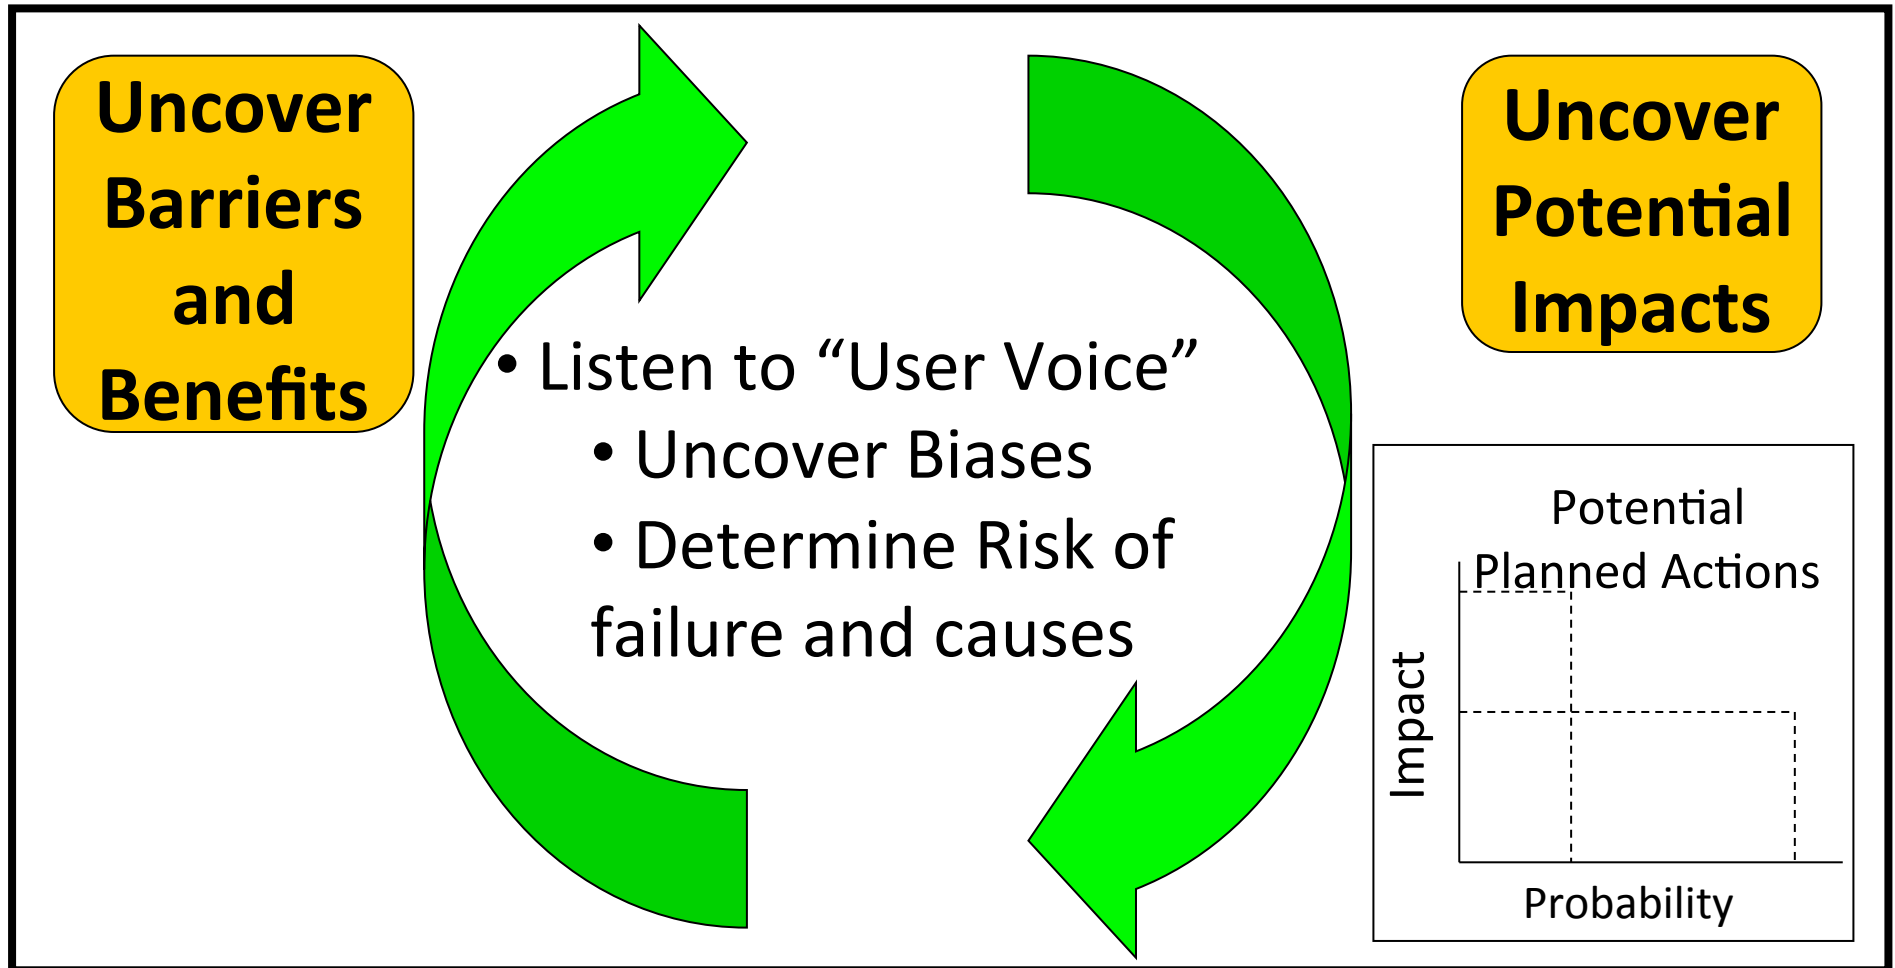 Uncover
Barriers
and
Benefits
• Listen to “User Voice”
• Uncover Biases
• Determine Risk of
failure and causes
Uncover
Potential
Impacts
Potential
Planned Actions
Impact
Probability